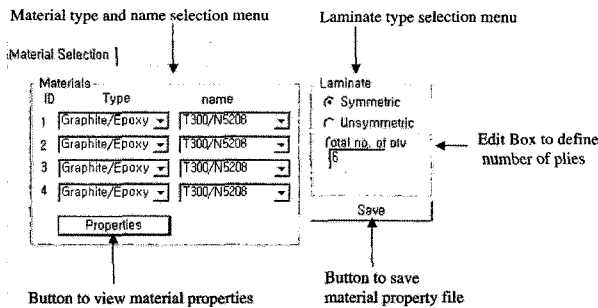 Material type and name selection menu
Laminate type selection menu
Material Selection
Materials
ID Type name
1 Graphite/Epoxy T300/N5208
2 Graphite/Epoxy T300/N5208
3 Graphite/Epoxy T300/N5208
4 Graphite/Epoxy T300/N5208
Properties
Laminate
Symmetric
Unsymmetric
Total no. of ply
6
Save
Edit Box to define
number of plies
Button to view material properties
Button to save
material property file